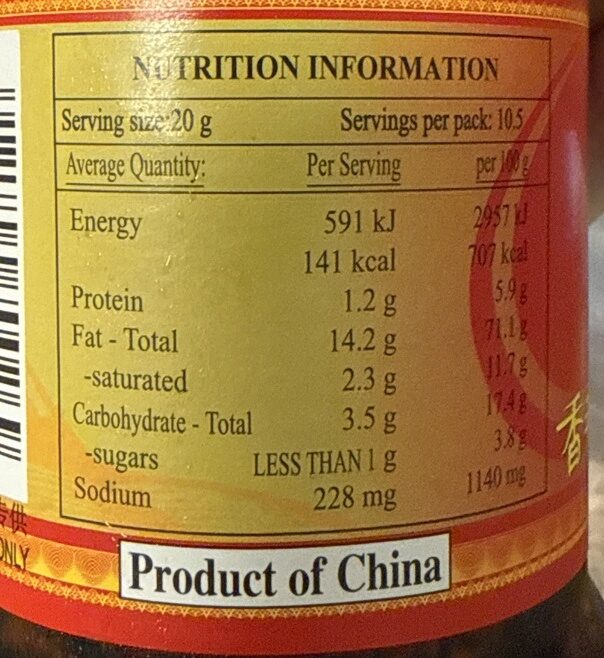 NUTRITION INFORMATION
Serving size: 20 g Servings per pack: 10.5
Average Quantity: Per Serving per 100 g
Energy 591 kJ 2957 kJ
141 kcal 707 kcal
Protein 1.2 g 5.9 g
Fat - Total 14.2 g 71.1 g
-saturated 2.3 g 11.7 g
Carbohydrate - Total 3.5 g 17.4 g
-sugars LESS THAN 1 g 3.8 g
Sodium 228 mg 1140 mg
香
供
ONLY
Product of China